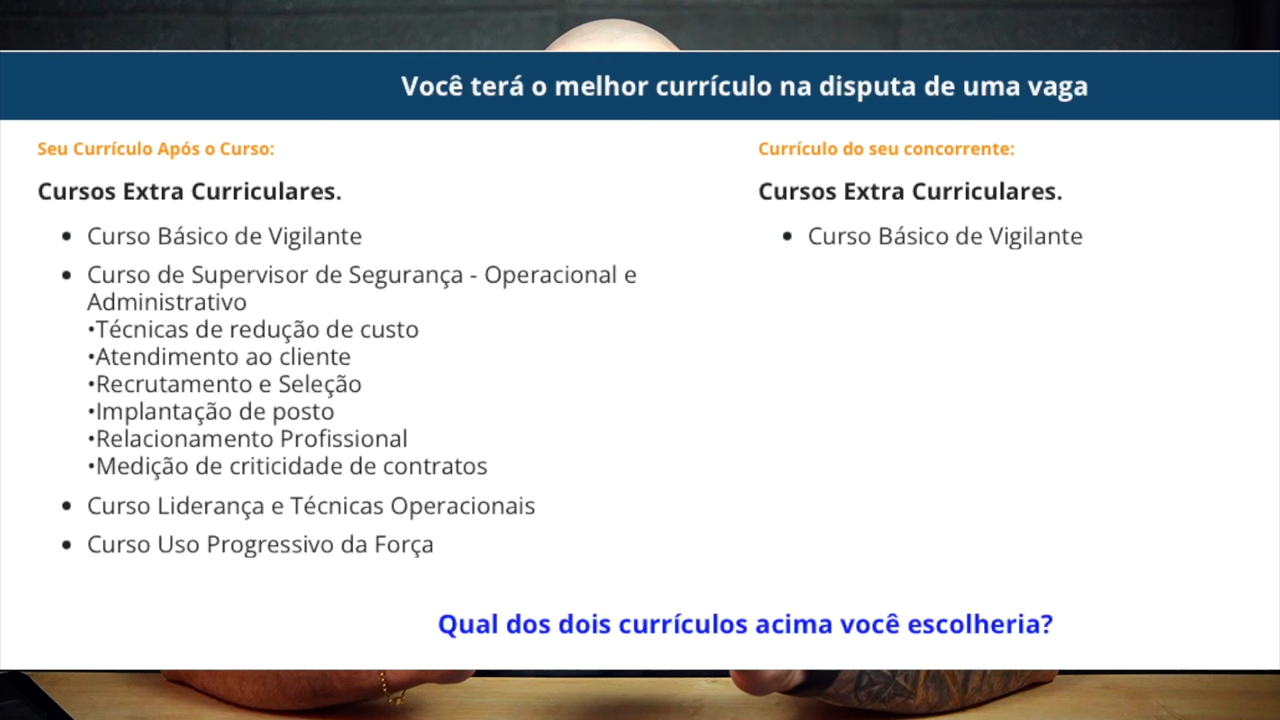 Você terá o melhor currículo na disputa de uma vaga
Seu Currículo Após o Curso:
Cursos Extra Curriculares.
• Curso Básico de Vigilante
• Curso de Supervisor de Segurança - Operacional e
Administrativo
•Técnicas de redução de custo
•Atendimento ao cliente
•Recrutamento e Seleção
•Implantação de posto
•Relacionamento Profissional
•Medição de criticidade de contratos
• Curso Liderança e Técnicas Operacionais
• Curso Uso Progressivo da Força
Currículo do seu concorrente:
Cursos Extra Curriculares.
• Curso Básico de Vigilante
Qual dos dois currículos acima você escolheria?